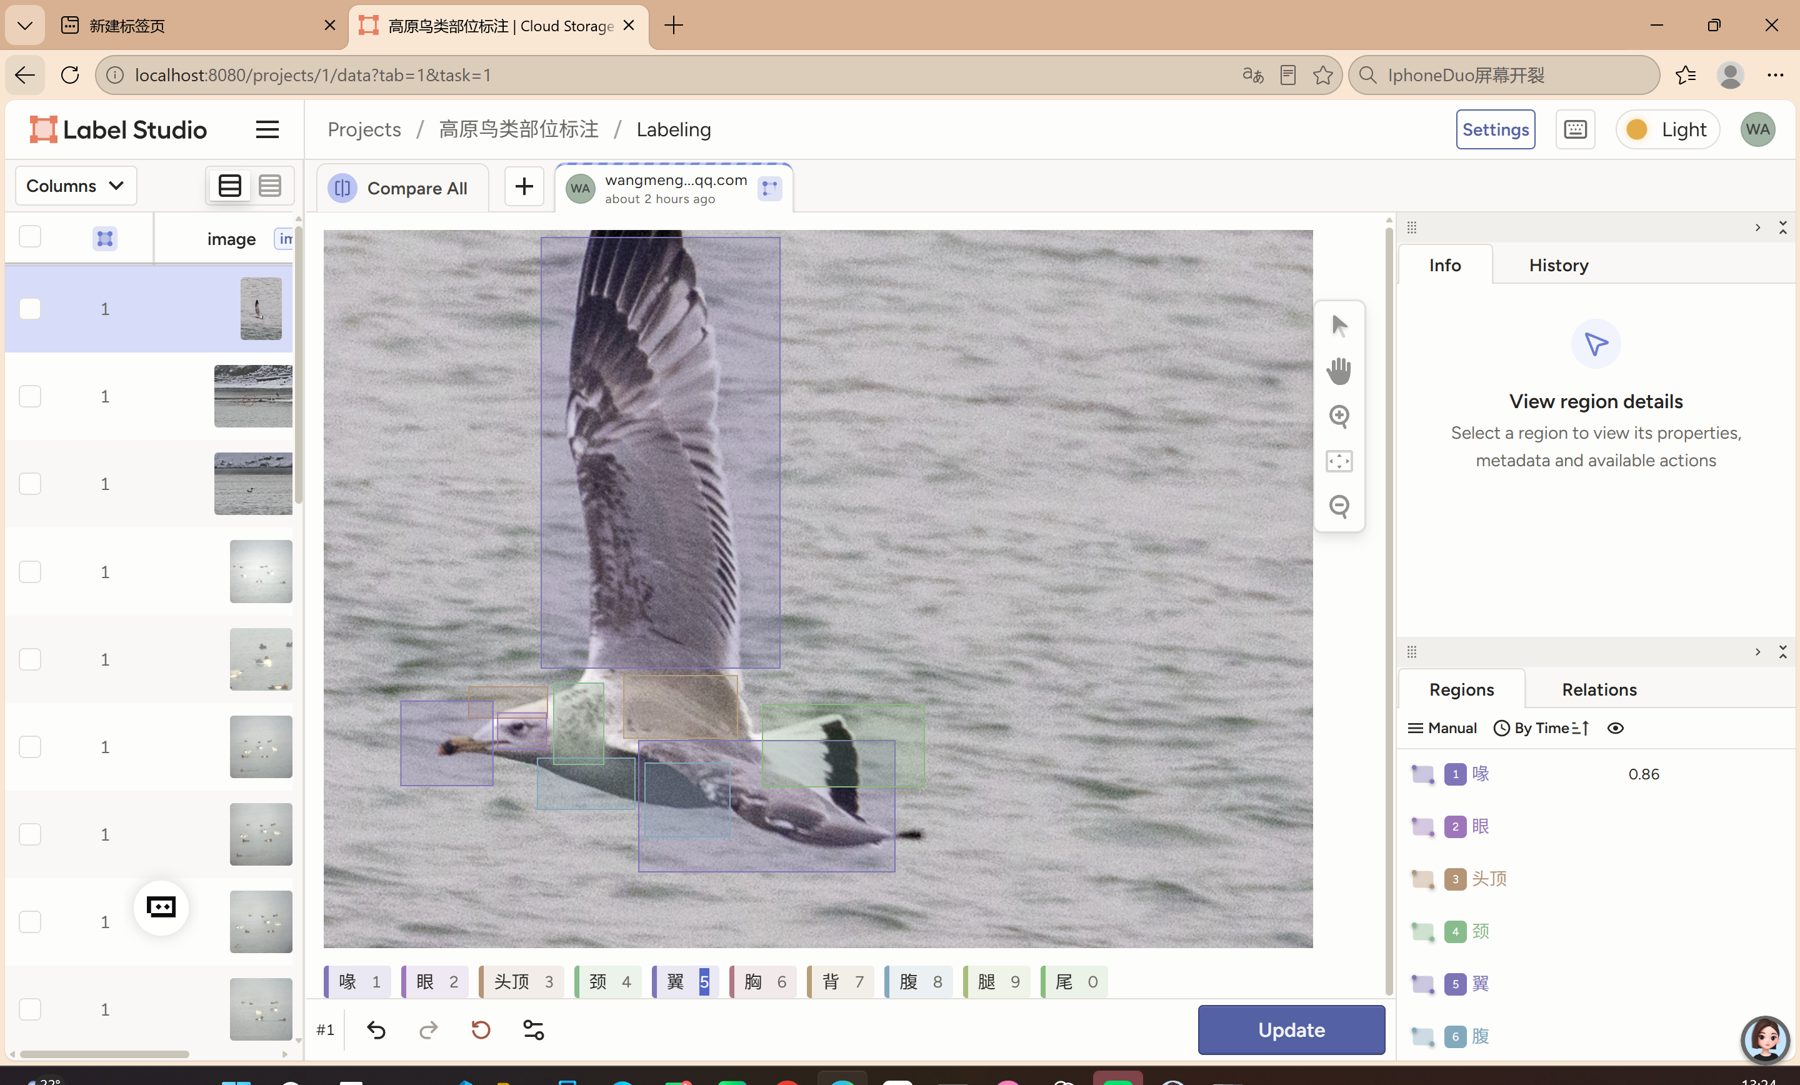 新建标签页
高原鸟类部位标注 | Cloud Storage
localhost:8080/projects/1/data?tab=1&task=1
IphoneDuo屏幕开裂
Label Studio
Projects / 高原鸟类部位标注 / Labeling
Settings
Light
WA
Columns
Compare All
WA
wangmeng...qq.com
about 2 hours ago
image
im
1
1
1
1
1
1
1
1
1
Info
History
View region details
Select a region to view its properties,
metadata and available actions
Regions
Relations
Manual
By Time
1 喙 0.86
2 眼
3 头顶
4 颈
5 翼
6 腹
喙 1
眼 2
头顶 3
颈 4
翼 5
胸 6
背 7
腹 8
腿 9
尾 0
#1
Update